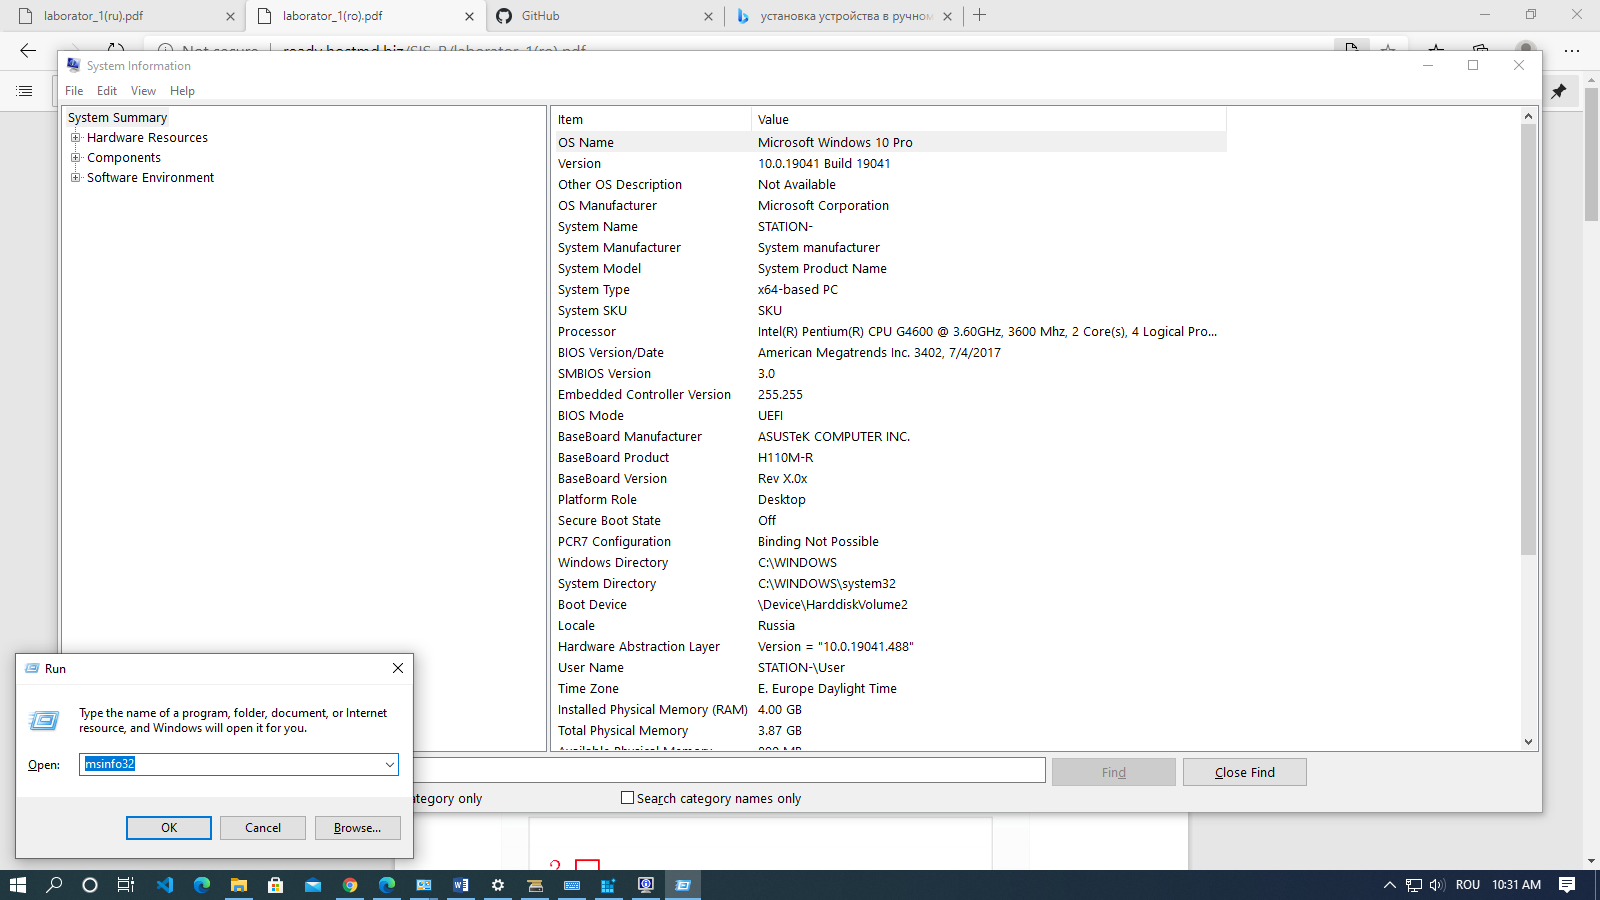 laborator_1(ru).pdf
laborator_1(ro).pdf
GitHub
установка устройства в ручном
System Information
File Edit View Help
System Summary
Hardware Resources
Components
Software Environment
Item Value
OS Name Microsoft Windows 10 Pro
Version 10.0.19041 Build 19041
Other OS Description Not Available
OS Manufacturer Microsoft Corporation
System Name STATION-
System Manufacturer System manufacturer
System Model System Product Name
System Type x64-based PC
System SKU SKU
Processor Intel(R) Pentium(R) CPU G4600 @ 3.60GHz, 3600 Mhz, 2 Core(s), 4 Logical Pro...
BIOS Version/Date American Megatrends Inc. 3402, 7/4/2017
SMBIOS Version 3.0
Embedded Controller Version 255.255
BIOS Mode UEFI
BaseBoard Manufacturer ASUSTeK COMPUTER INC.
BaseBoard Product H110M-R
BaseBoard Version Rev X.0x
Platform Role Desktop
Secure Boot State Off
PCR7 Configuration Binding Not Possible
Windows Directory C:\WINDOWS
System Directory C:\WINDOWS\system32
Boot Device \Device\HarddiskVolume2
Locale Russia
Hardware Abstraction Layer Version = "10.0.19041.488"
User Name STATION-\User
Time Zone E. Europe Daylight Time
Installed Physical Memory (RAM) 4.00 GB
Total Physical Memory 3.87 GB
Run
Type the name of a program, folder, document, or Internet
resource, and Windows will open it for you.
Open: msinfo32
OK Cancel Browse...
Find Close Find
category only Search category names only
ROU 10:31 AM